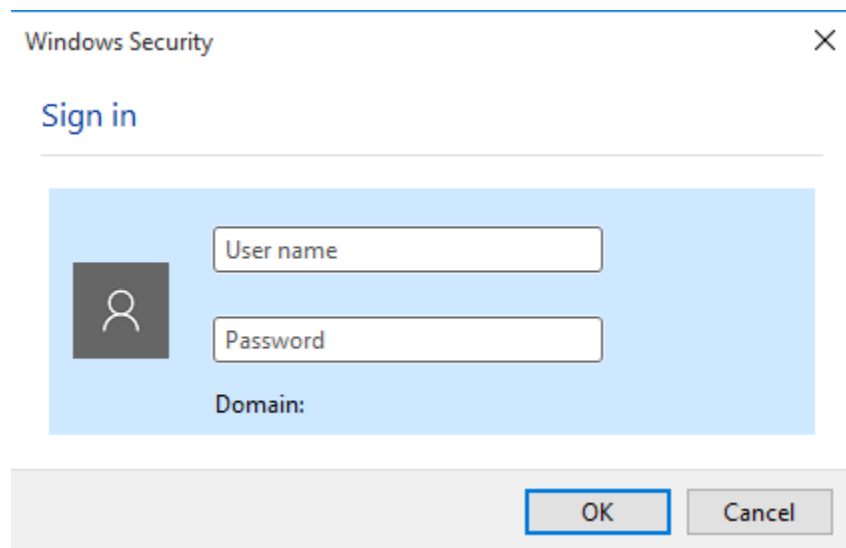 Windows Security
Sign in
User name
Password
Domain:
OK
Cancel